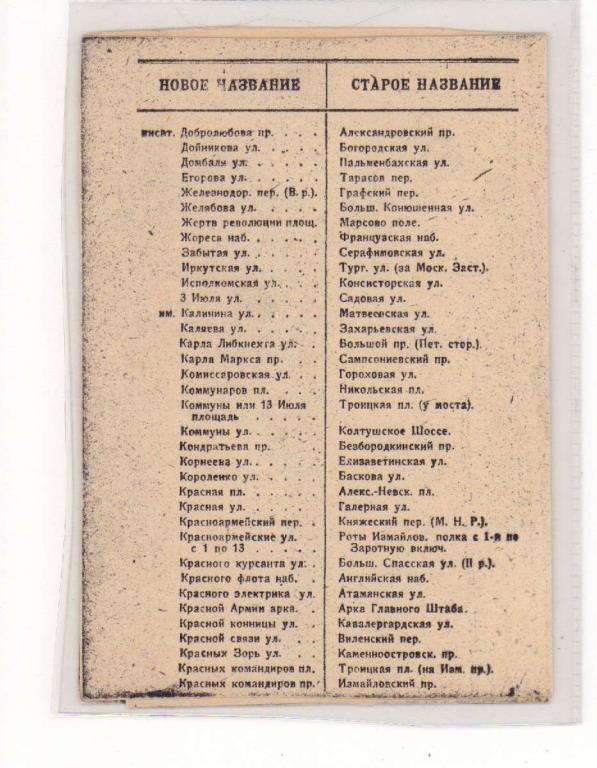 НОВОЕ НАЗВАНИЕ СТАРОЕ НАЗВАНИЕ
Добролюбова пр. . . . . Александровский пр.
Дойникова ул. . . . . . Богородская ул.
Домбаля ул. . . . . . Пальменбахская ул.
Егорова ул. . . . . . Тарасов пер.
Железнодор. пер. (В. р.). Графский пер.
Желябова ул. . . . . . Больш. Конюшенная ул.
Жертв революции площ. Марсово поле.
Жореса наб. . . . . . Французская наб.
Забытая ул. . . . . . Серафимовская ул.
Иркутская ул. . . . . Тург. ул. (за Моск. Заст.).
Исполкомская ул. . . . Консисторская ул.
3 Июля ул. . . . . . . Садовая ул.
им. Калинина ул. . . . . . Матвеевская ул.
Каляева ул. . . . . . Захарьевская ул.
Карла Либкнехта ул. . Большой пр. (Пет. стор.).
Карла Маркса пр. . . Сампсониевский пр.
Комиссаровская ул. . . Гороховая ул.
Коммунаров пл. . . . Никольская пл.
Коммуны или 13 Июля Троицкая пл. (у моста).
площадь . . . . . .
Коммуны ул. . . . . . Колтушское Шоссе.
Кондратьева пр. . . . Безбородкинский пр.
Корнеева ул. . . . . . Елизаветинская ул.
Короленко ул. . . . . Баскова ул.
Красная пл. . . . . . Алекс.-Невск. пл.
Красная ул. . . . . . Галерная ул.
Красноармейский пер. . Княжеский пер. (М. Н. Р.).
Красноармейские ул. Роты Измайлов. полка с 1-й по
с 1 по 13 . . . . . Заротную включ.
Красного курсанта ул. . Больш. Спасская ул. (II р.).
Красного флота наб. . Английская наб.
Красного электрика ул. Атаманская ул.
Красной Армии арка. . Арка Главного Штаба.
Красной конницы ул. . Кавалергардская ул.
Красной связи ул. . . Виленский пер.
Красных Зорь ул. . . Каменноостровск. пр.
Красных командиров пл. Троицкая пл. (на Изм. пр.).
Красных командиров пр. Измайловский пр.